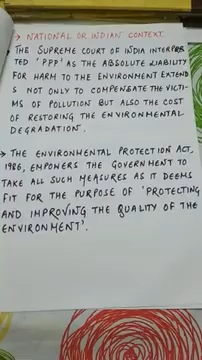 → NATIONAL OR INDIAN CONTEXT
THE SUPREME COURT OF INDIA INTERPRE
TED 'PPP' AS THE ABSOLUTE LIABILITY
FOR HARM TO THE ENVIRONMENT EXTEND
S NOT ONLY TO COMPENSATE THE VICTI-
MS OF POLLUTION BUT ALSO THE COST
OF RESTORING THE ENVIRONMENTAL
DEGRADATION.
→ THE ENVIRONMENTAL PROTECTION ACT,
1986, EMPOWERS THE GOVERNMENT TO
TAKE ALL SUCH MEASURES AS IT DEEMS
FIT FOR THE PURPOSE OF 'PROTECTING
AND IMPROVING THE QUALITY OF THE
ENVIRONMENT'.